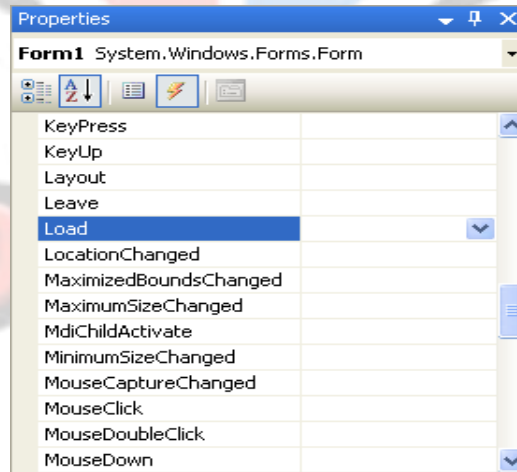 Properties
Form1 System.Windows.Forms.Form
A
Z
KeyPress
KeyUp
Layout
Leave
Load
LocationChanged
MaximizedBoundsChanged
MaximumSizeChanged
MdiChildActivate
MinimumSizeChanged
MouseCaptureChanged
MouseClick
MouseDoubleClick
MouseDown